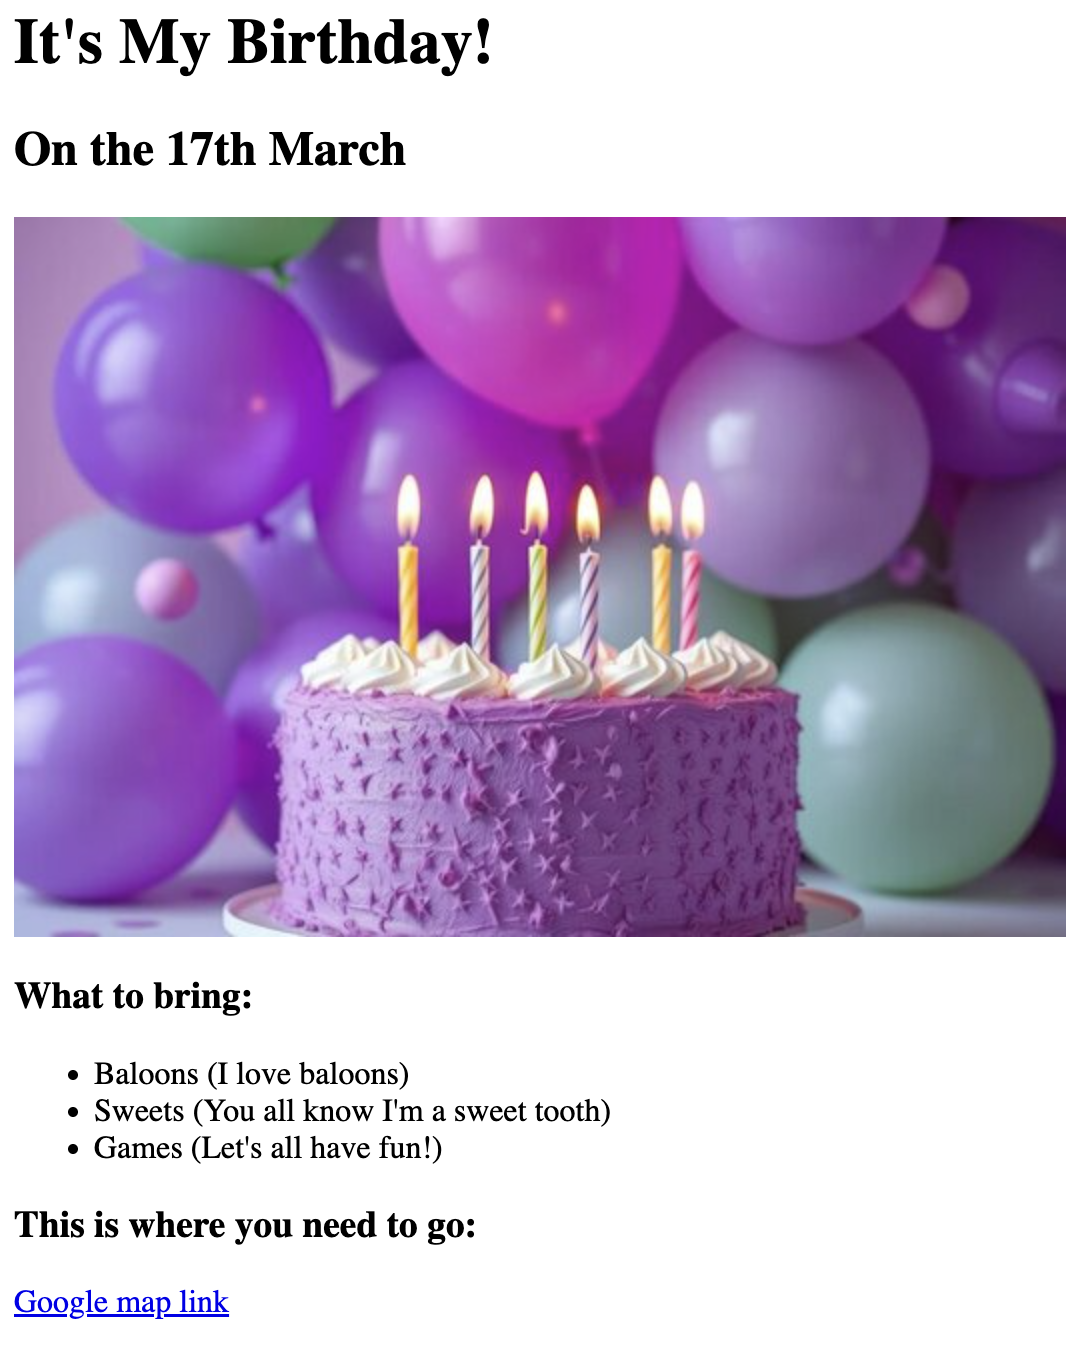 It's My Birthday!
On the 17th March
What to bring:
Baloons (I love baloons)
Sweets (You all know I'm a sweet tooth)
Games (Let's all have fun!)
This is where you need to go:
Google map link